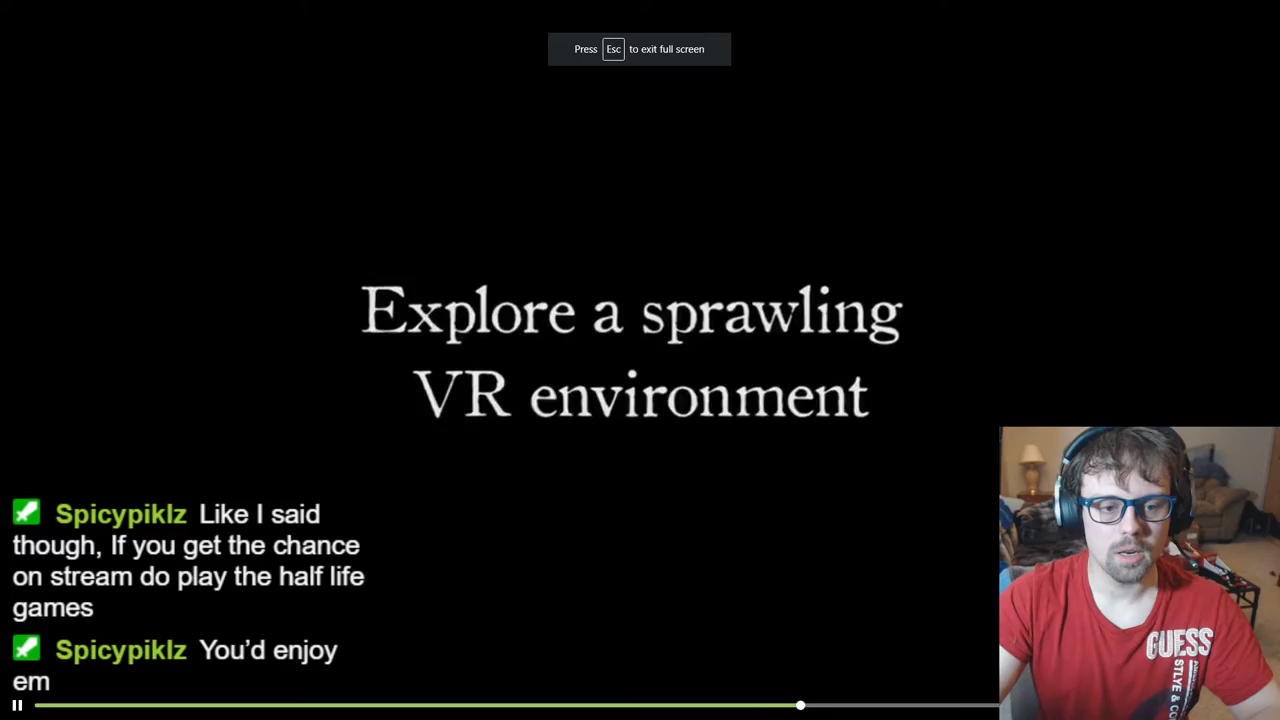 Press Esc to exit full screen
Explore a sprawling
VR environment
Spicypiklz Like I said
though, If you get the chance
on stream do play the half life
games
Spicypiklz You’d enjoy
em
GUESS